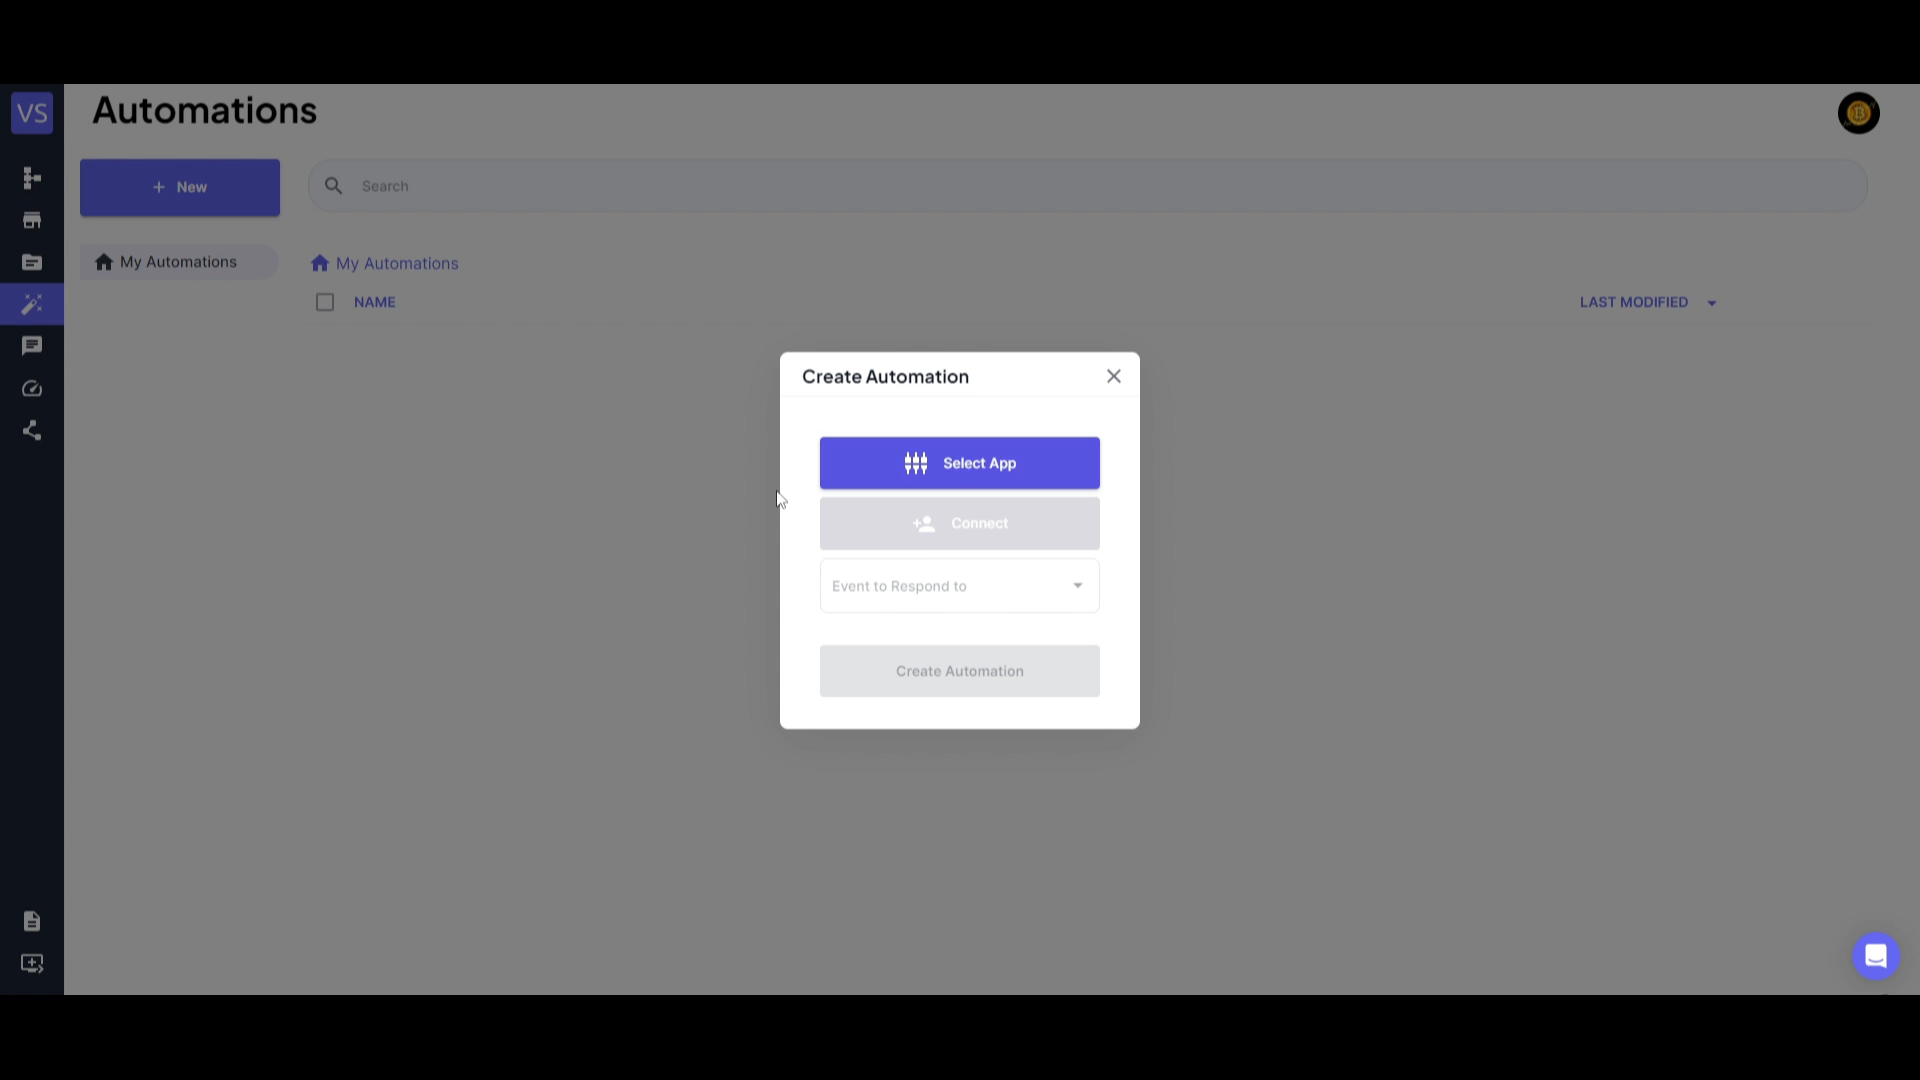 VS
Automations
+ New
Search
My Automations
My Automations
NAME
LAST MODIFIED
Create Automation
Select App
Connect
Event to Respond to
Create Automation